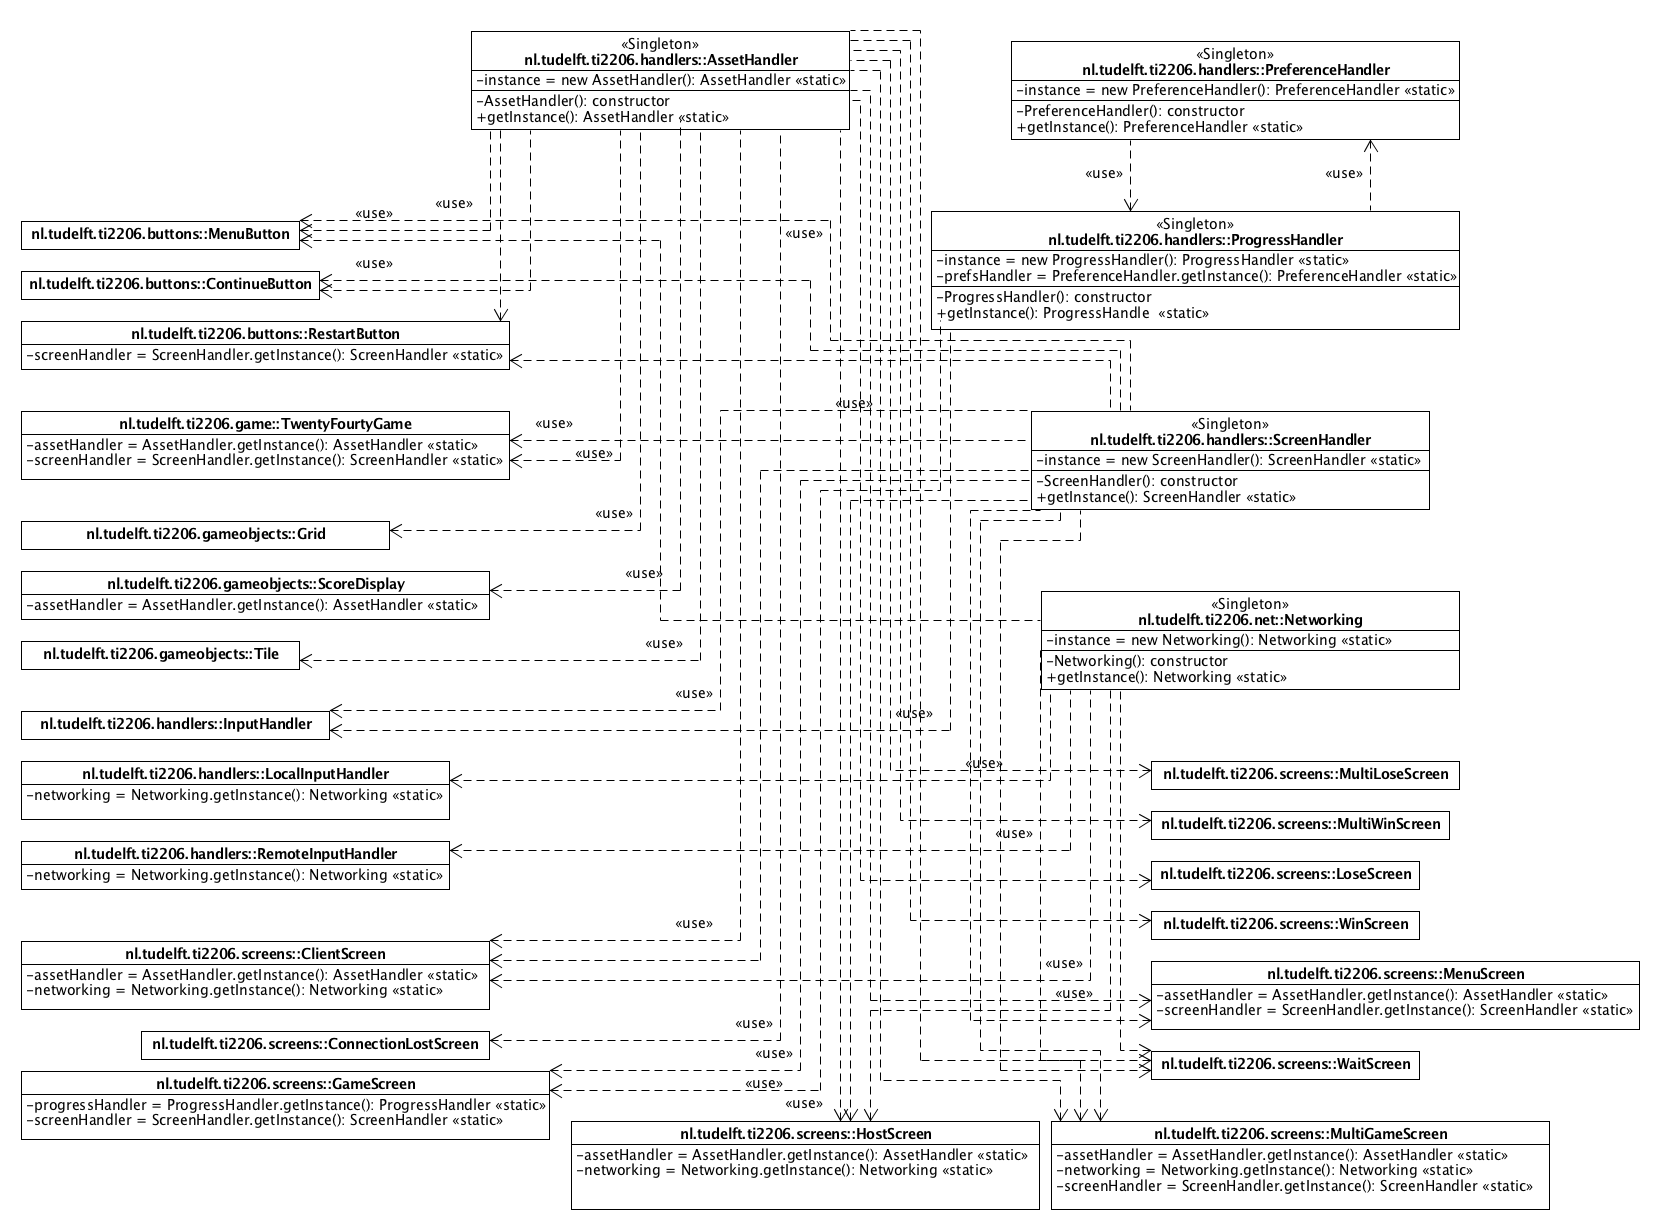 «Singleton»
nl.tudelft.ti2206.handlers::AssetHandler
-instance = new AssetHandler(): AssetHandler «static»
-AssetHandler(): constructor
+getInstance(): AssetHandler «static»
«Singleton»
nl.tudelft.ti2206.handlers::PreferenceHandler
-instance = new PreferenceHandler(): PreferenceHandler «static»
-PreferenceHandler(): constructor
+getInstance(): PreferenceHandler «static»
«use»
«use»
«Singleton»
nl.tudelft.ti2206.handlers::ProgressHandler
-instance = new ProgressHandler(): ProgressHandler «static»
-prefsHandler = PreferenceHandler.getInstance(): PreferenceHandler «static»
-ProgressHandler(): constructor
+getInstance(): ProgressHandle «static»
«use»
«use»
«use»
nl.tudelft.ti2206.buttons::MenuButton
«use»
nl.tudelft.ti2206.buttons::ContinueButton
nl.tudelft.ti2206.buttons::RestartButton
-screenHandler = ScreenHandler.getInstance(): ScreenHandler «static»
«use»
nl.tudelft.ti2206.game::TwentyFourtyGame
-assetHandler = AssetHandler.getInstance(): AssetHandler «static»
-screenHandler = ScreenHandler.getInstance(): ScreenHandler «static»
«use»
«use»
«Singleton»
nl.tudelft.ti2206.handlers::ScreenHandler
-instance = new ScreenHandler(): ScreenHandler «static»
-ScreenHandler(): constructor
+getInstance(): ScreenHandler «static»
«use»
nl.tudelft.ti2206.gameobjects::Grid
«use»
nl.tudelft.ti2206.gameobjects::ScoreDisplay
-assetHandler = AssetHandler.getInstance(): AssetHandler «static»
«Singleton»
nl.tudelft.ti2206.net::Networking
-instance = new Networking(): Networking «static»
-Networking(): constructor
+getInstance(): Networking «static»
«use»
nl.tudelft.ti2206.gameobjects::Tile
«use»
«use»
nl.tudelft.ti2206.handlers::InputHandler
«use»
nl.tudelft.ti2206.handlers::LocalInputHandler
-networking = Networking.getInstance(): Networking «static»
nl.tudelft.ti2206.screens::MultiLoseScreen
«use»
nl.tudelft.ti2206.screens::MultiWinScreen
nl.tudelft.ti2206.handlers::RemoteInputHandler
-networking = Networking.getInstance(): Networking «static»
nl.tudelft.ti2206.screens::LoseScreen
«use»
nl.tudelft.ti2206.screens::WinScreen
nl.tudelft.ti2206.screens::ClientScreen
-assetHandler = AssetHandler.getInstance(): AssetHandler «static»
-networking = Networking.getInstance(): Networking «static»
«use»
«use»
nl.tudelft.ti2206.screens::MenuScreen
-assetHandler = AssetHandler.getInstance(): AssetHandler «static»
-screenHandler = ScreenHandler.getInstance(): ScreenHandler «static»
«use»
nl.tudelft.ti2206.screens::ConnectionLostScreen
«use»
nl.tudelft.ti2206.screens::WaitScreen
nl.tudelft.ti2206.screens::GameScreen
-progressHandler = ProgressHandler.getInstance(): ProgressHandler «static»
-screenHandler = ScreenHandler.getInstance(): ScreenHandler «static»
«use»
«use»
nl.tudelft.ti2206.screens::HostScreen
-assetHandler = AssetHandler.getInstance(): AssetHandler «static»
-networking = Networking.getInstance(): Networking «static»
nl.tudelft.ti2206.screens::MultiGameScreen
-assetHandler = AssetHandler.getInstance(): AssetHandler «static»
-networking = Networking.getInstance(): Networking «static»
-screenHandler = ScreenHandler.getInstance(): ScreenHandler «static»